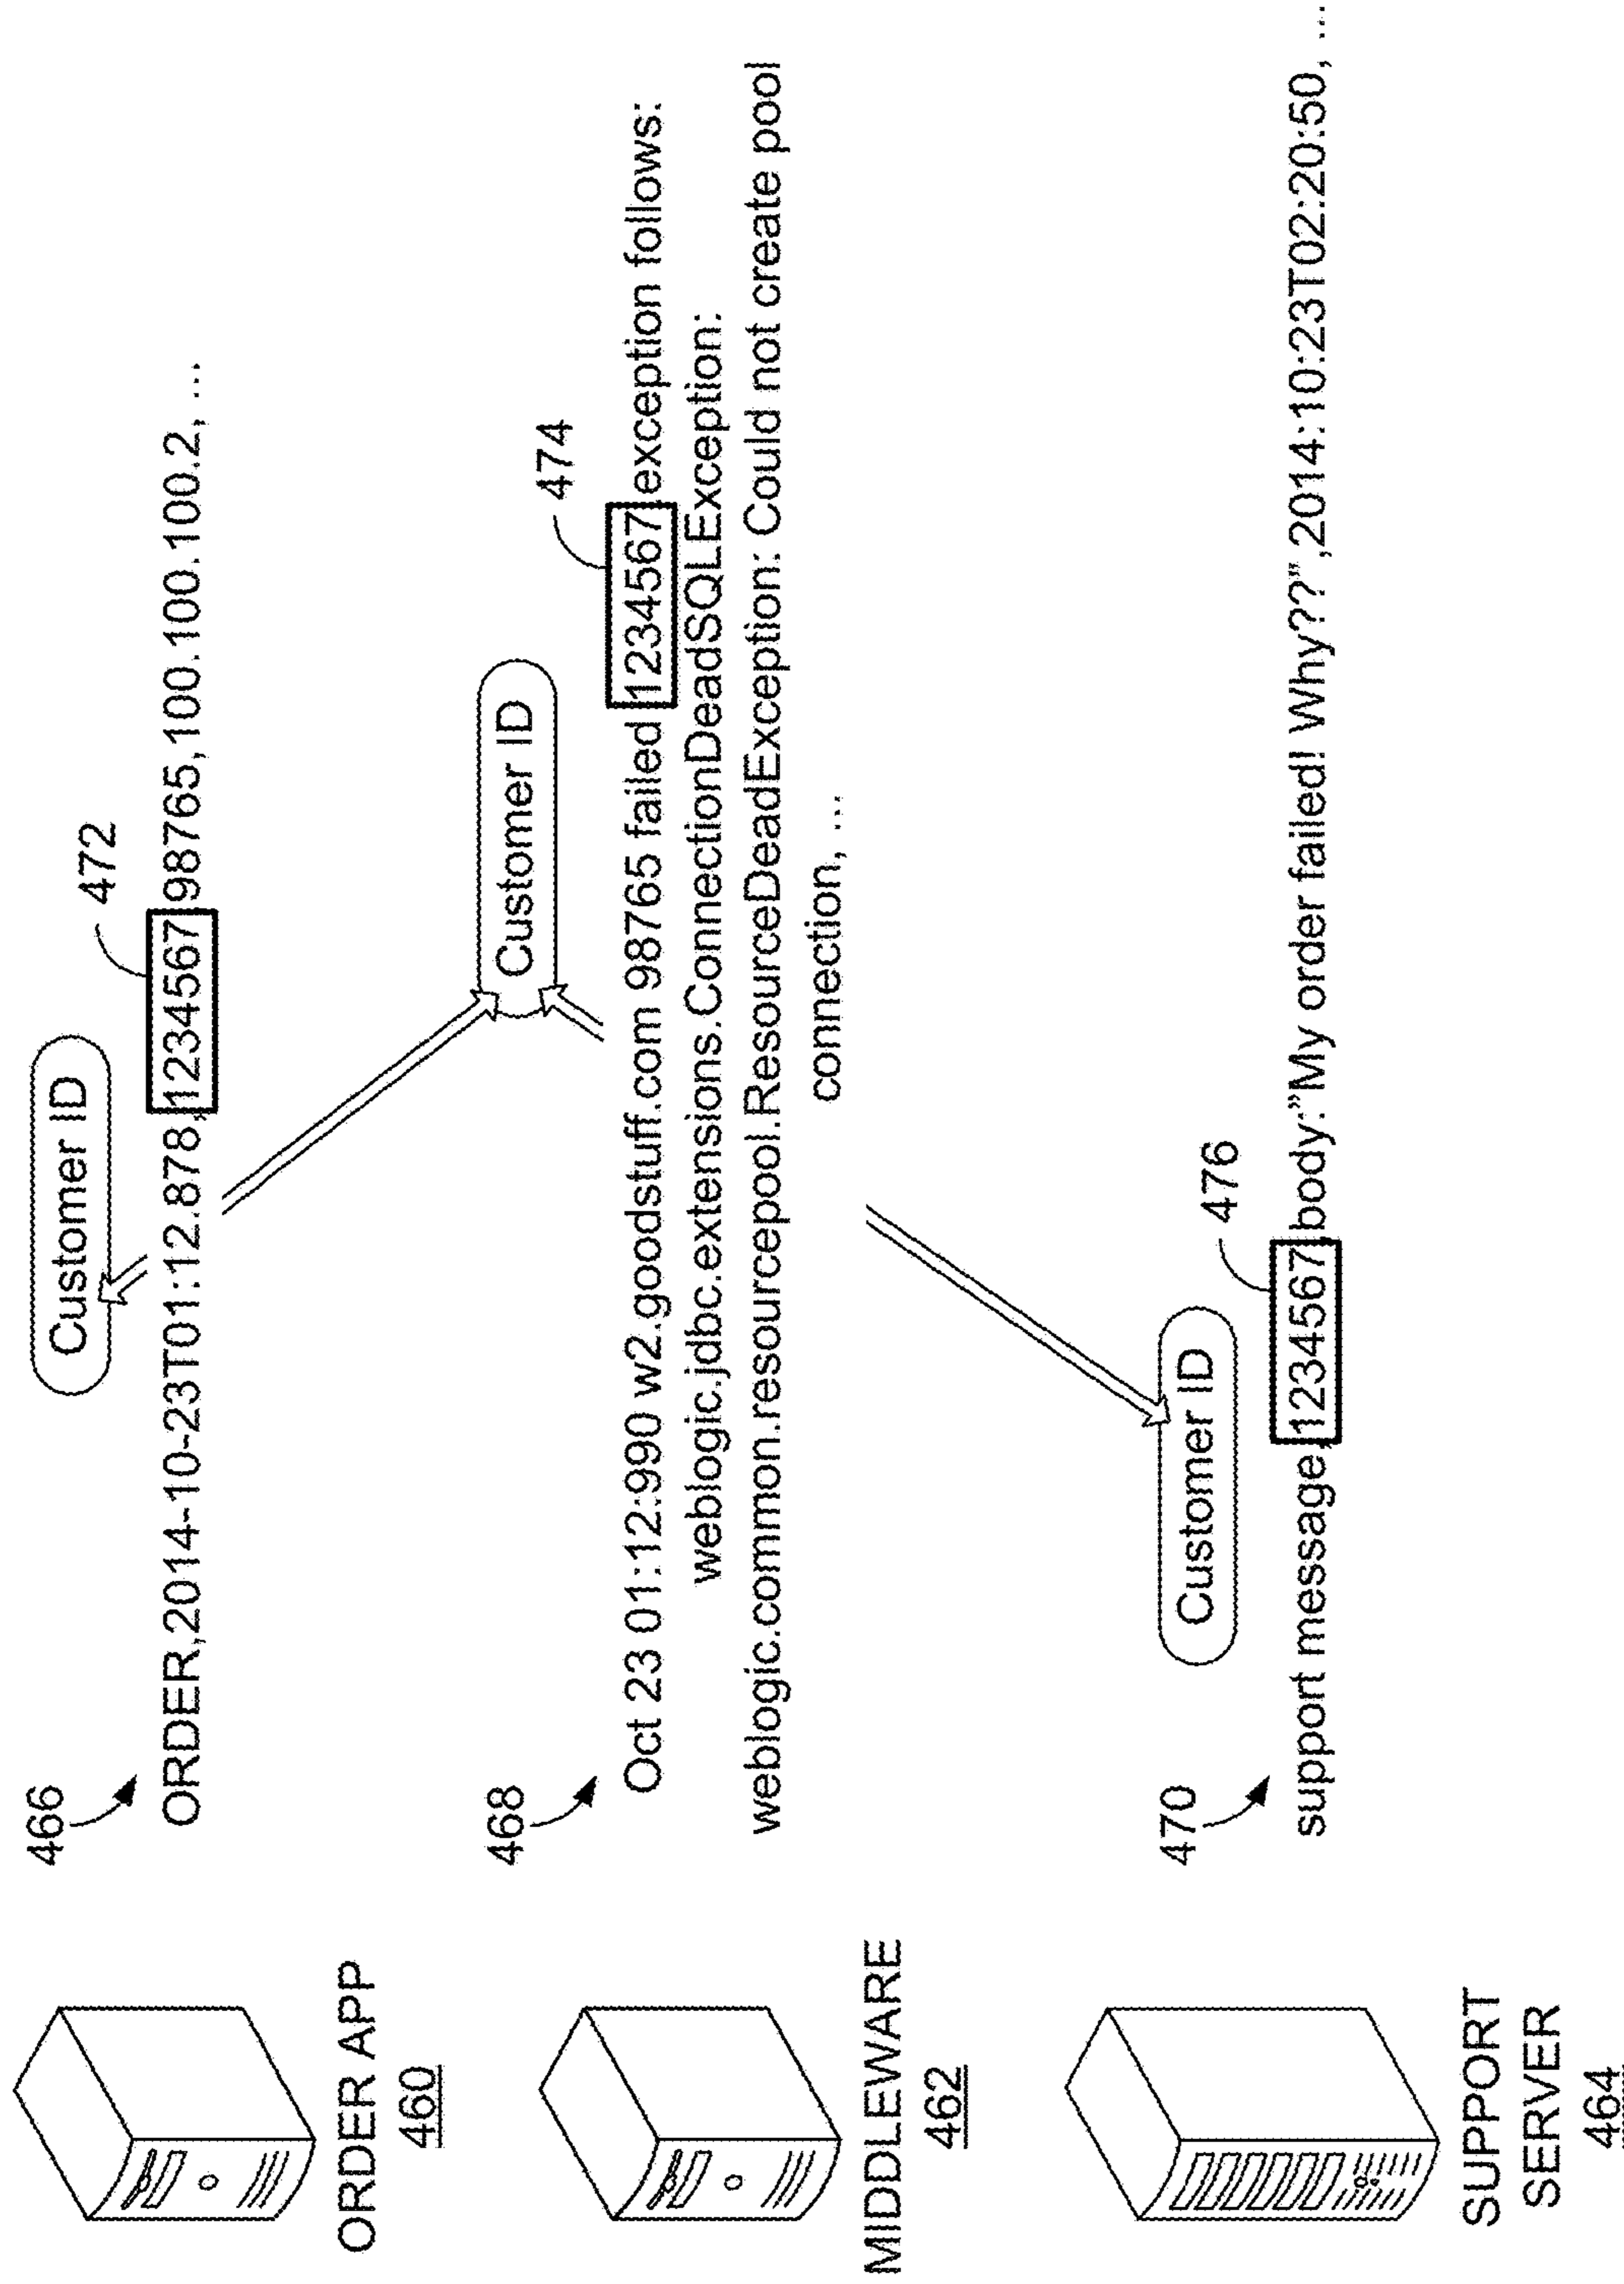 ORDER APP
460
466
Customer ID
472
ORDER,2014-10-23T01:12.878,1234567,98765,100.100.100.2, ...
MIDDLEWARE
462
468
Customer ID
474
Oct 23 01:12:990 w2.goodstuff.com 98765 failed 1234567 exception follows:
weblogic.jdbc.extensions.ConnectionDeadSQLException:
weblogic.common.resourcepool.ResourceDeadException: Could not create pool
connection, ...
SUPPORT
SERVER
464
470
Customer ID
476
support message,1234567,body:”My order failed! Why??”,2014:10:23T02:20:50, ...